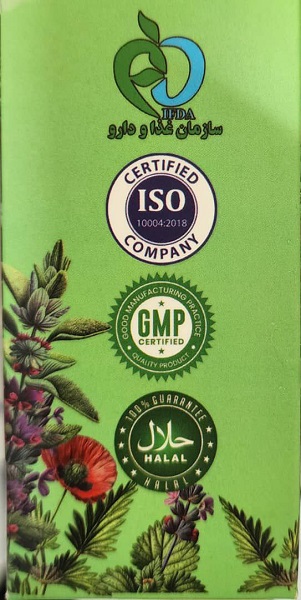 IFDA
سازمان غذا و دارو
CERTIFIED
ISO
10004:2018
COMPANY
GOOD MANUFACTURING PRACTICE
GMP
CERTIFIED
QUALITY PRODUCT
100% GUARANTEE
حلال
HALAL
HALAL